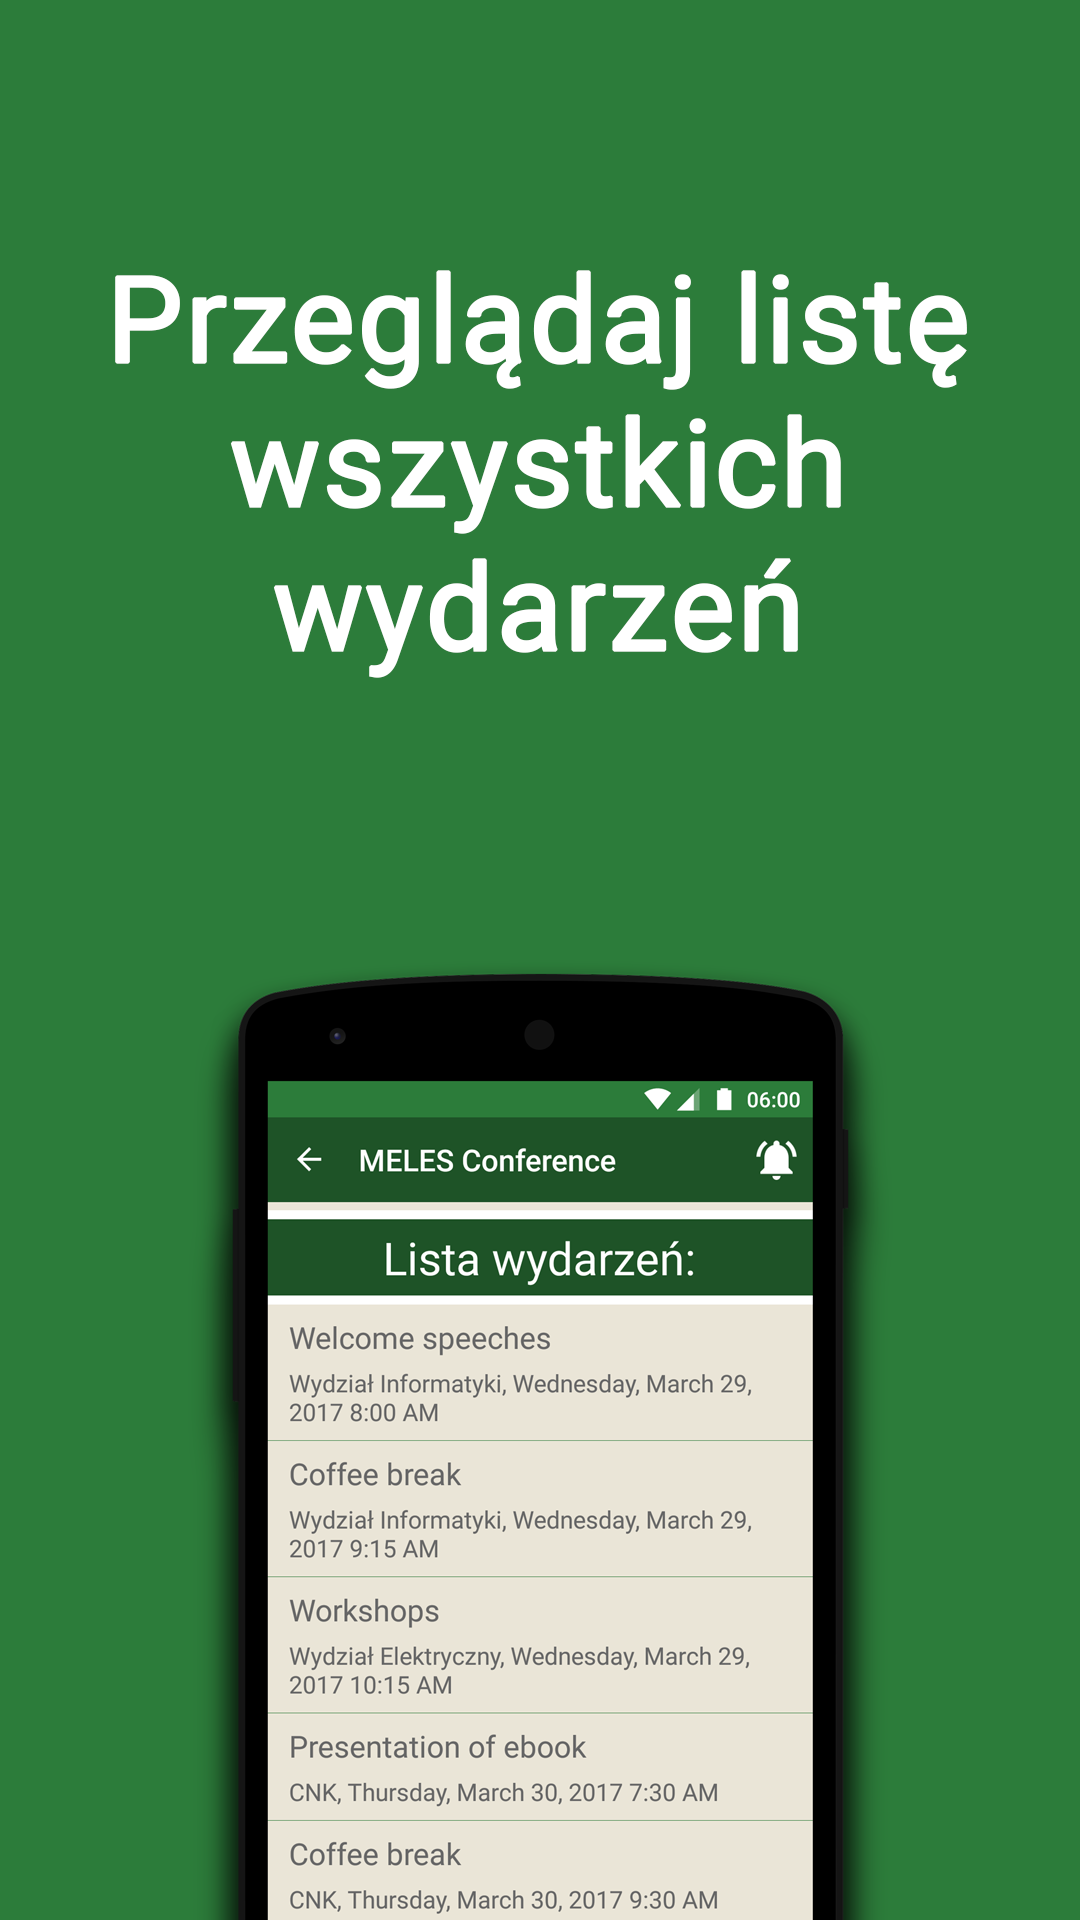 Przeglądaj listę
wszystkich
wydarzeń
06:00
MELES Conference
Lista wydarzeń:
Welcome speeches
Wydział Informatyki, Wednesday, March 29,
2017 8:00 AM
Coffee break
Wydział Informatyki, Wednesday, March 29,
2017 9:15 AM
Workshops
Wydział Elektryczny, Wednesday, March 29,
2017 10:15 AM
Presentation of ebook
CNK, Thursday, March 30, 2017 7:30 AM
Coffee break
CNK, Thursday, March 30, 2017 9:30 AM